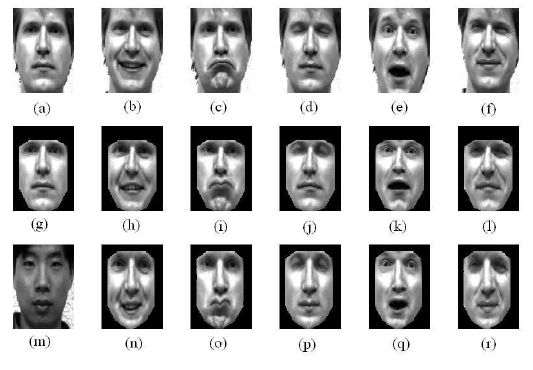 (a) (b) (c) (d) (e) (f)
(g) (h) (i) (j) (k) (l)
(m) (n) (o) (p) (q) (r)